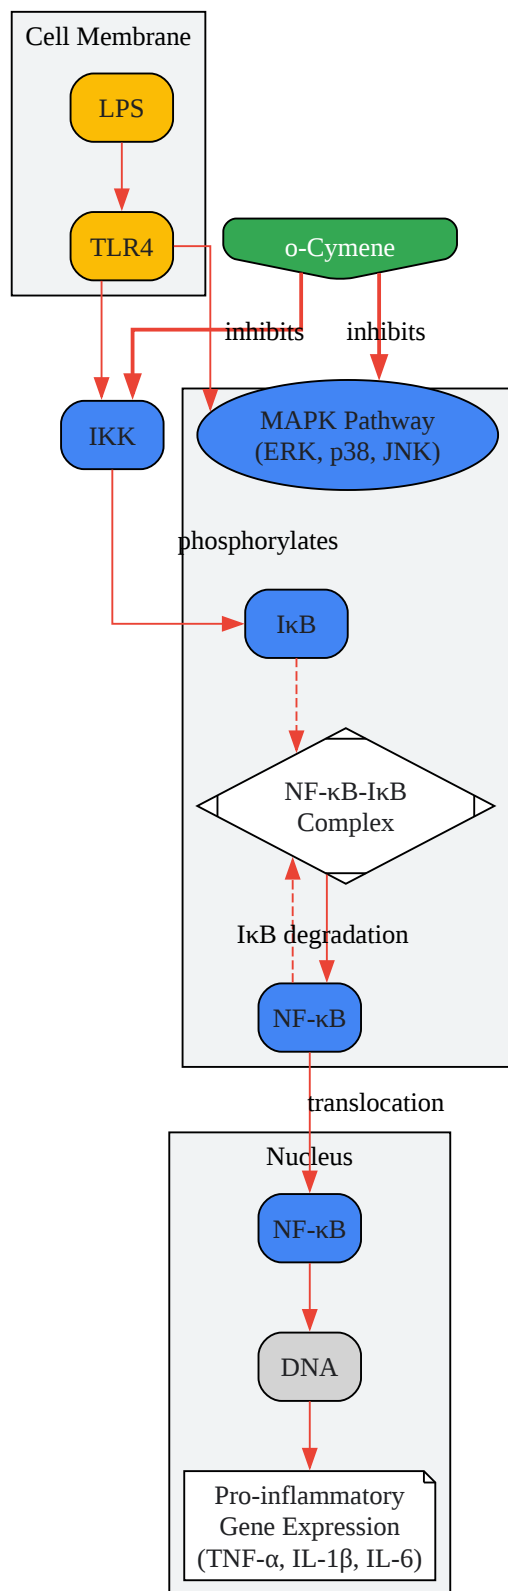 Cell Membrane
LPS
TLR4
o-Cymene
inhibits
inhibits
IKK
MAPK Pathway
(ERK, p38, JNK)
phosphorylates
IκB
NF-κB-IκB
Complex
IκB degradation
NF-κB
translocation
Nucleus
NF-κB
DNA
Pro-inflammatory
Gene Expression
(TNF-α, IL-1β, IL-6)